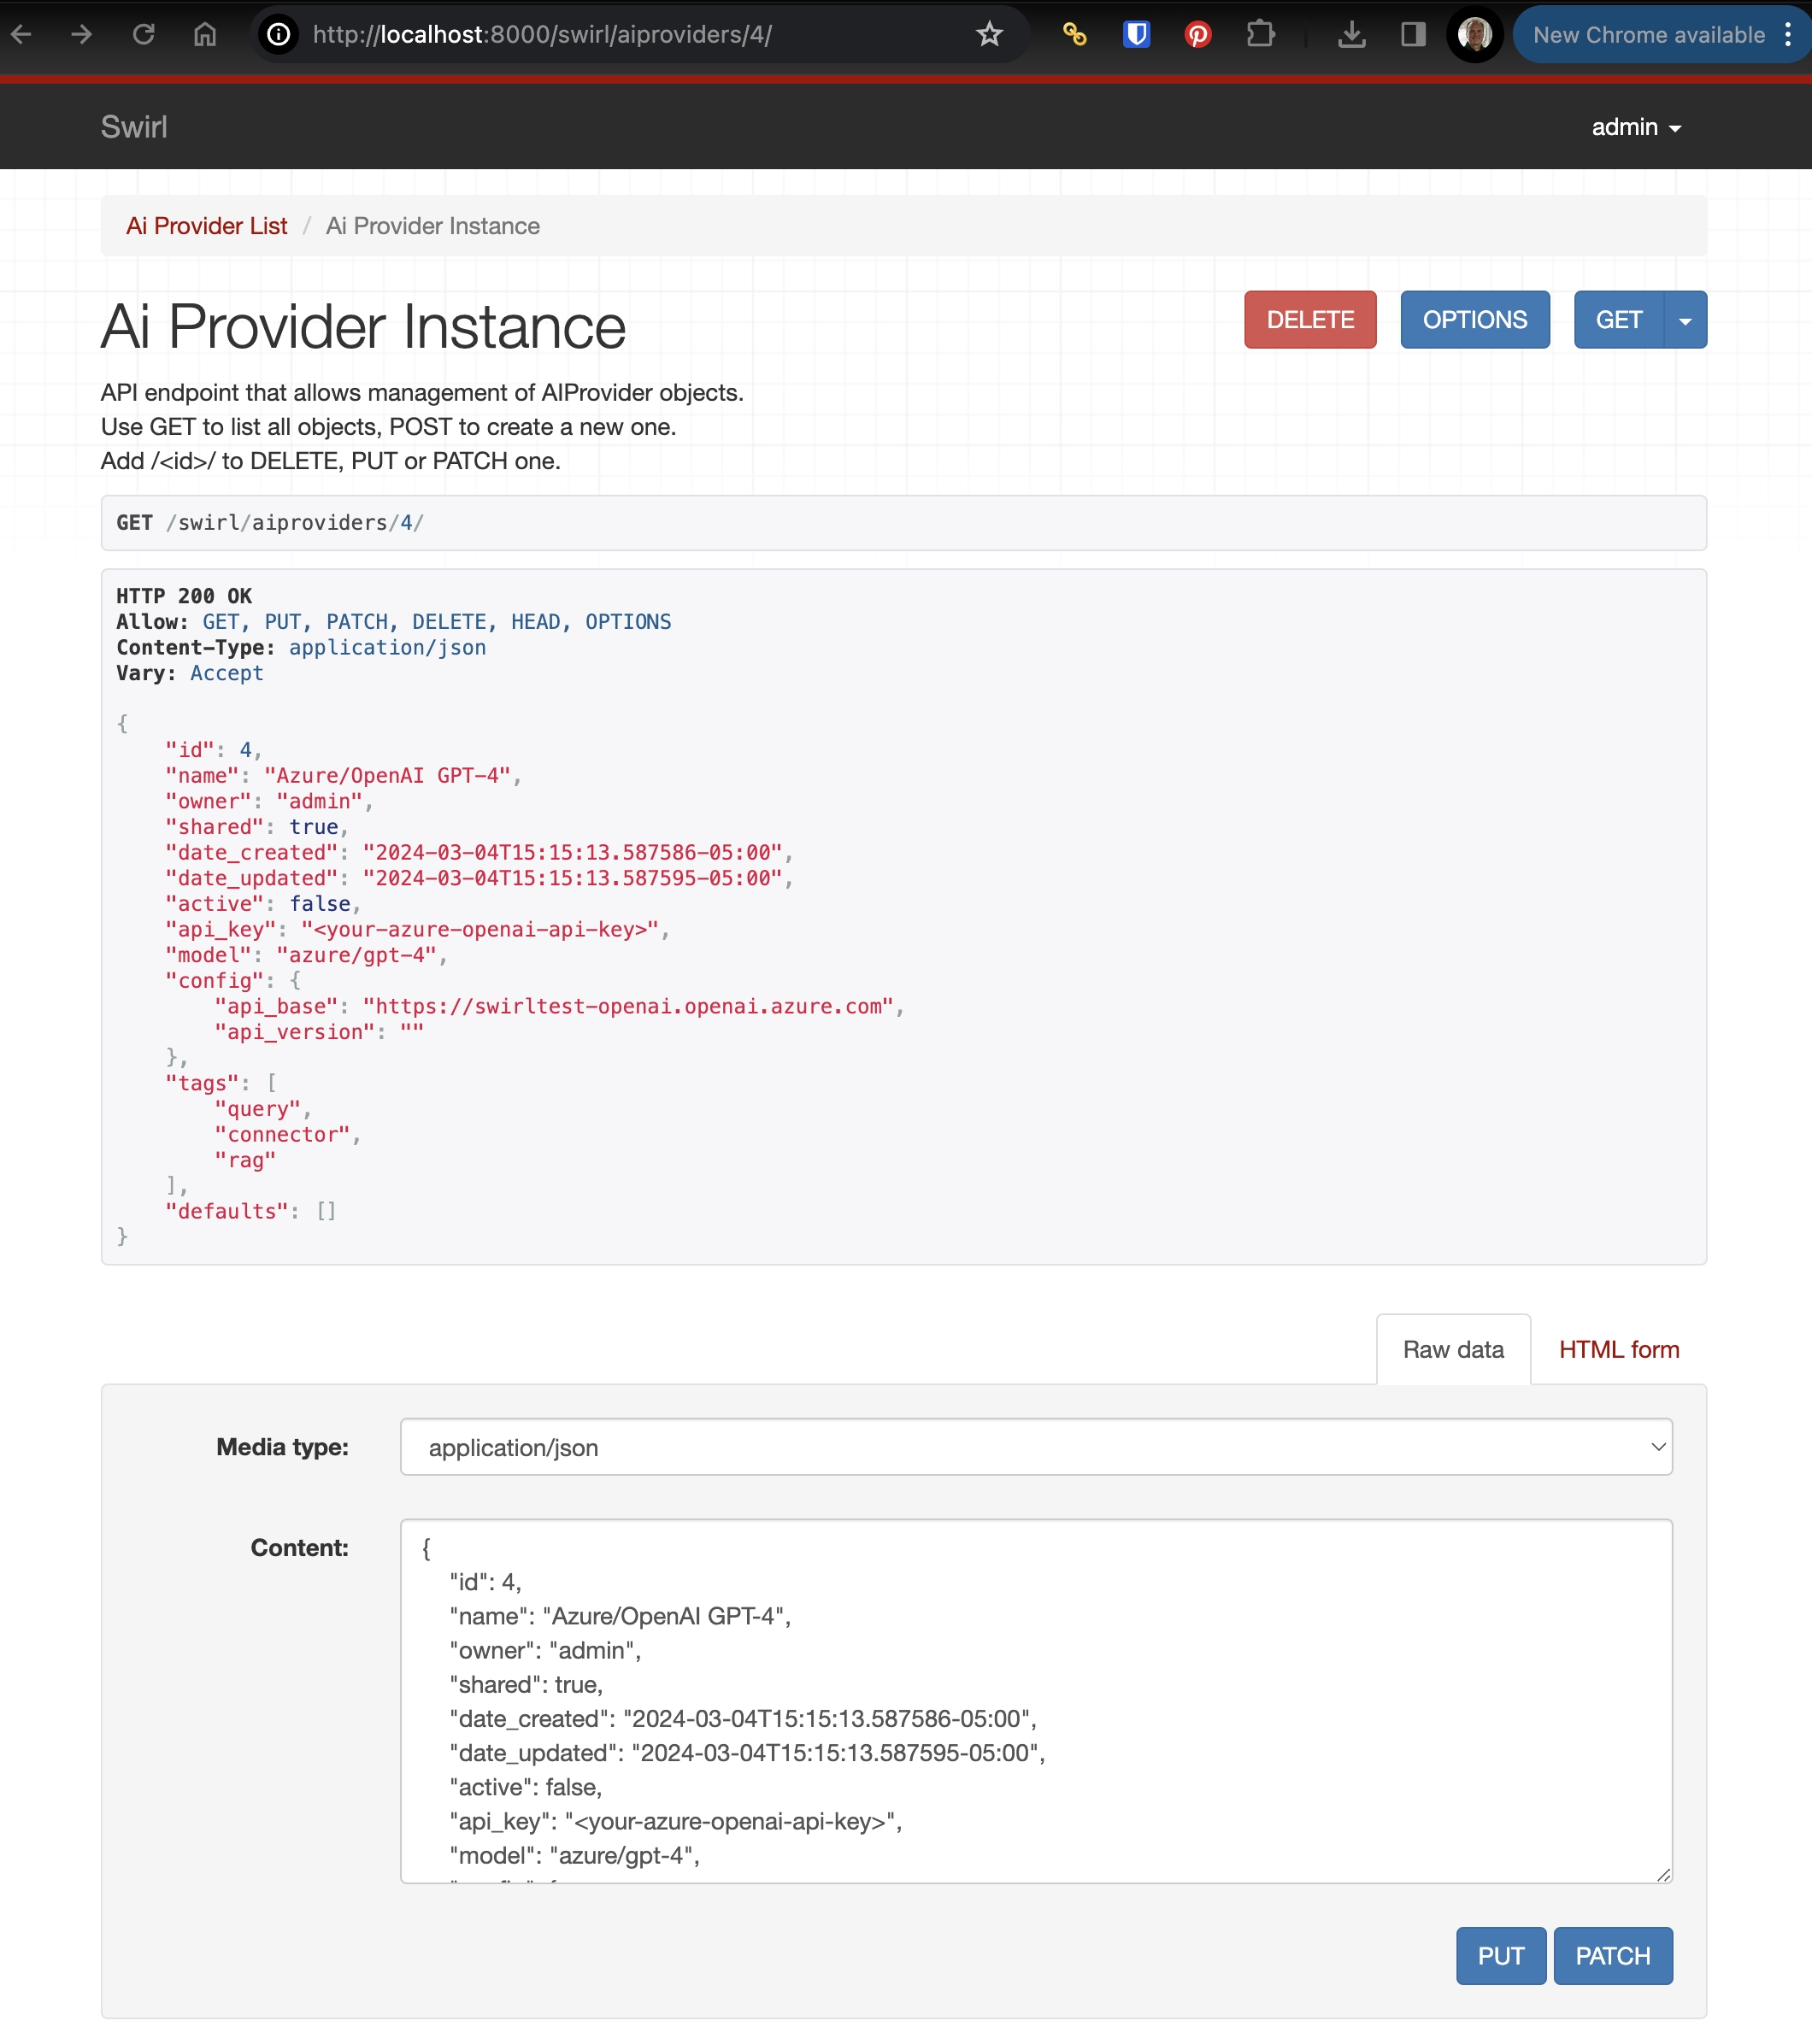 http://localhost:8000/swirl/aiproviders/4/
New Chrome available
Swirl
admin
Ai Provider List / Ai Provider Instance
Ai Provider Instance
DELETE
OPTIONS
GET
API endpoint that allows management of AIProvider objects.
Use GET to list all objects, POST to create a new one.
Add /<id>/ to DELETE, PUT or PATCH one.
GET /swirl/aiproviders/4/
HTTP 200 OK
Allow: GET, PUT, PATCH, DELETE, HEAD, OPTIONS
Content-Type: application/json
Vary: Accept
{
"id": 4,
"name": "Azure/OpenAI GPT-4",
"owner": "admin",
"shared": true,
"date_created": "2024-03-04T15:15:13.587586-05:00",
"date_updated": "2024-03-04T15:15:13.587595-05:00",
"active": false,
"api_key": "<your-azure-openai-api-key>",
"model": "azure/gpt-4",
"config": {
"api_base": "https://swirltest-openai.openai.azure.com",
"api_version": ""
},
"tags": [
"query",
"connector",
"rag"
],
"defaults": []
}
Raw data
HTML form
Media type:
application/json
Content:
{
"id": 4,
"name": "Azure/OpenAI GPT-4",
"owner": "admin",
"shared": true,
"date_created": "2024-03-04T15:15:13.587586-05:00",
"date_updated": "2024-03-04T15:15:13.587595-05:00",
"active": false,
"api_key": "<your-azure-openai-api-key>",
"model": "azure/gpt-4",
PUT
PATCH